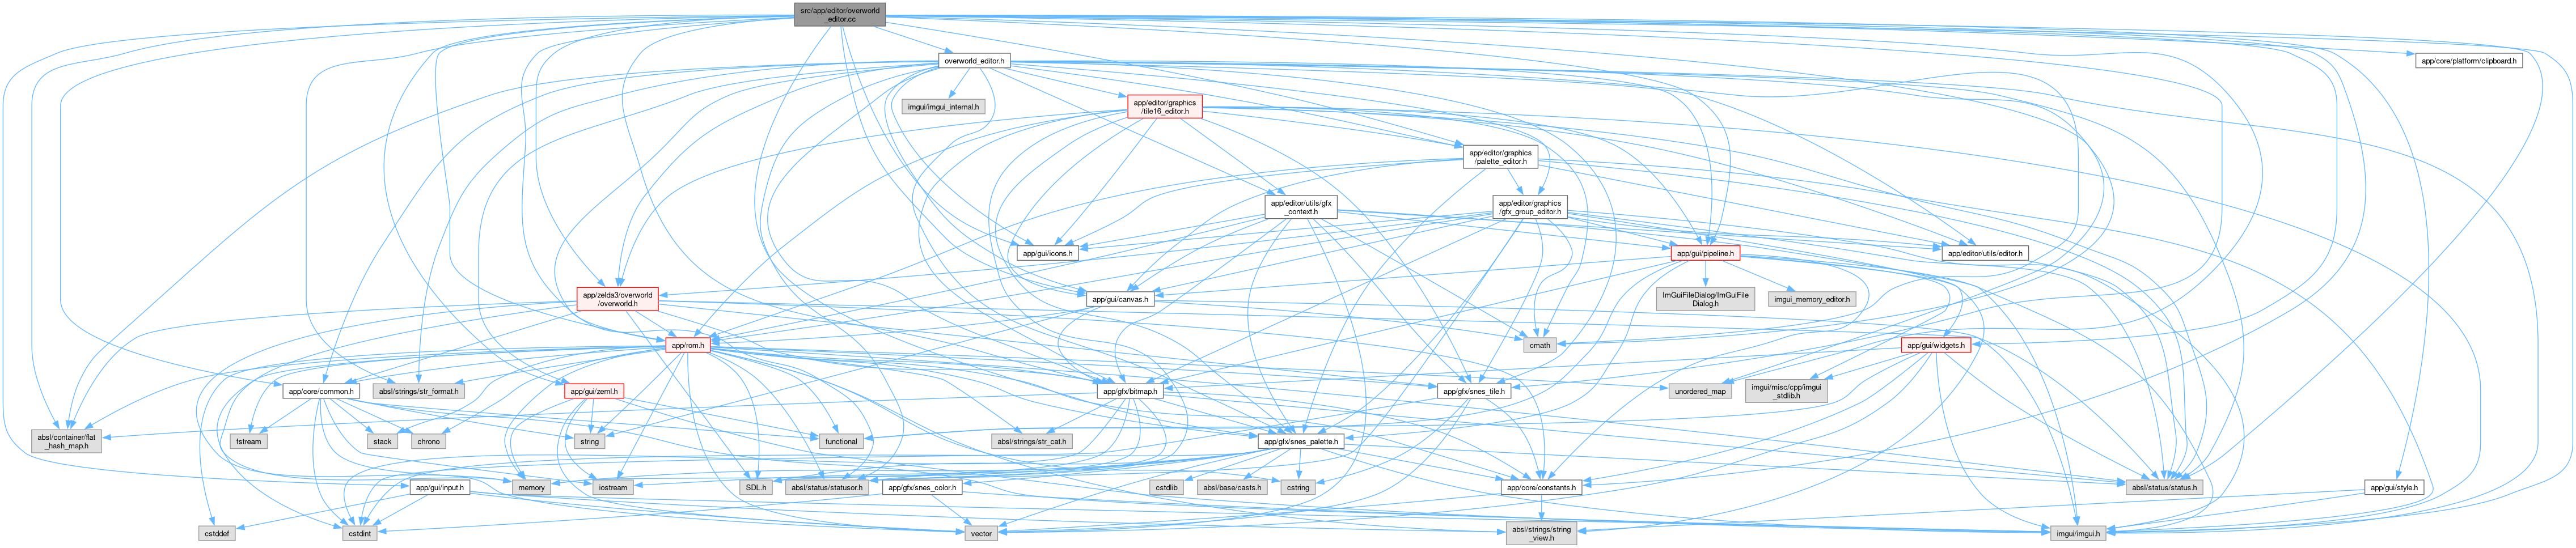 src/app/editor/overworld
_editor.cc
overworld_editor.h
app/core/platform/clipboard.h
imgui/imgui_internal.h
app/editor/graphics
/tile16_editor.h
app/editor/graphics
/palette_editor.h
app/editor/utils/gfx
_context.h
app/editor/graphics
/gfx_group_editor.h
app/gui/icons.h
app/gui/pipeline.h
app/editor/utils/editor.h
app/zelda3/overworld
/overworld.h
app/gui/canvas.h
ImGuiFileDialog/ImGuiFile
Dialog.h
imgui_memory_editor.h
app/rom.h
cmath
app/gui/widgets.h
app/core/common.h
absl/strings/str_format.h
app/gui/zeml.h
app/gfx/bitmap.h
app/gfx/snes_tile.h
unordered_map
imgui/misc/cpp/imgui
_stdlib.h
absl/container/flat
_hash_map.h
fstream
stack
chrono
string
functional
absl/strings/str_cat.h
app/gfx/snes_palette.h
app/gui/input.h
memory
iostream
SDL.h
absl/status/statusor.h
app/gfx/snes_color.h
cstdlib
absl/base/casts.h
cstring
app/core/constants.h
absl/status/status.h
app/gui/style.h
cstddef
cstdint
vector
absl/strings/string
_view.h
imgui/imgui.h